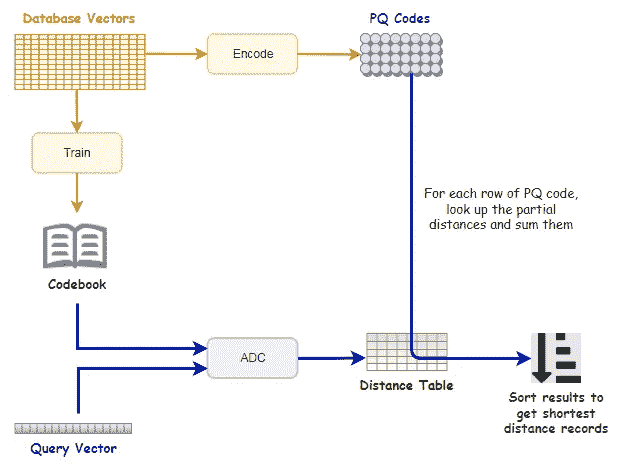 Database Vectors
Encode
PQ Codes
Train
For each row of PQ code,
look up the partial
distances and sum them
Codebook
ADC
Distance Table
Sort results to
get shortest
distance records
Query Vector